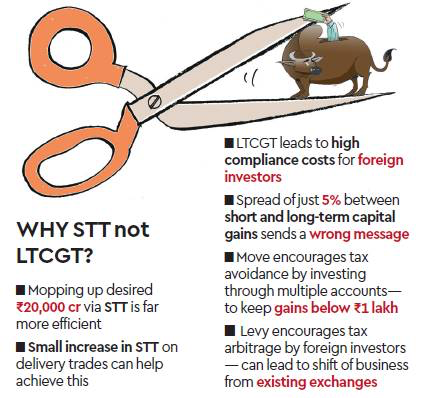 WHY STT not
LTCGT?
■ Mopping up desired
₹20,000 cr via STT is far
more efficient
■ Small increase in STT on
delivery trades can help
achieve this
■ LTCGT leads to high
compliance costs for foreign
investors
■ Spread of just 5% between
short and long-term capital
gains sends a wrong message
■ Move encourages tax
avoidance by investing
through multiple accounts—
to keep gains below ₹1 lakh
■ Levy encourages tax
arbitrage by foreign investors
— can lead to shift of business
from existing exchanges